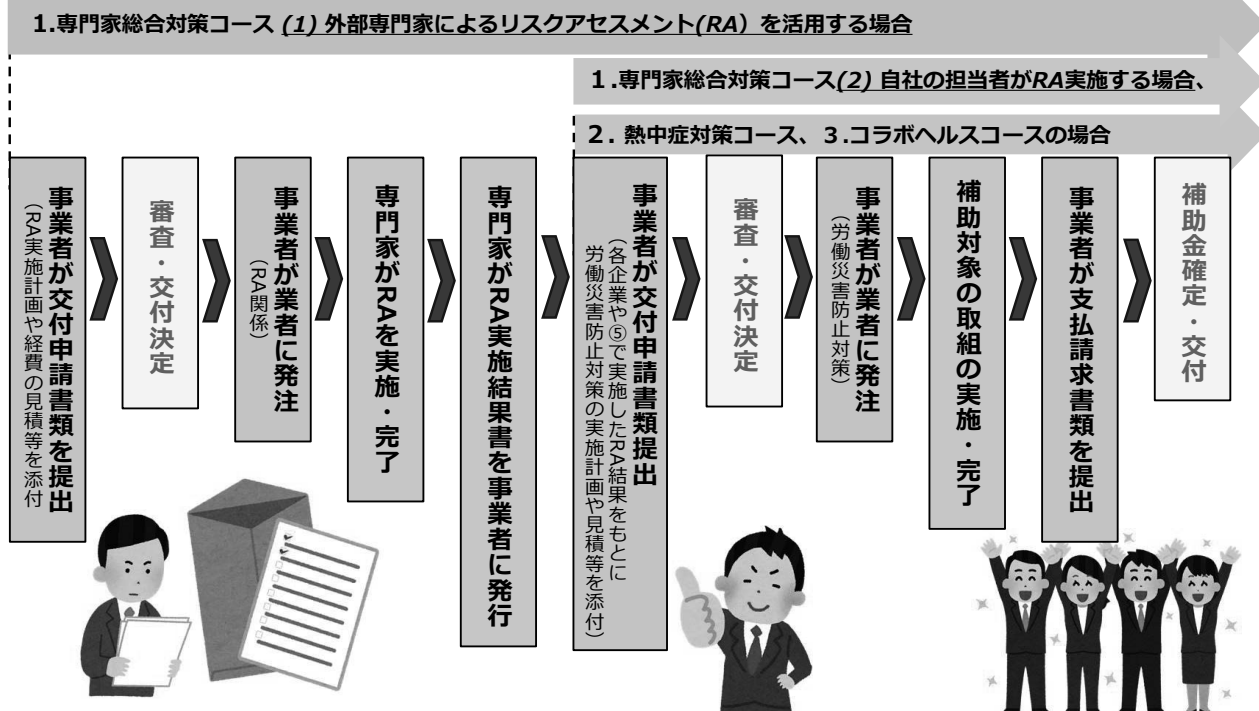 1.専門家総合対策コース (1) 外部専門家によるリスクアセスメント(RA）を活用する場合
１.専門家総合対策コース(2) 自社の担当者がRA実施する場合、
２. 熱中症対策コース、３.コラボヘルスコースの場合
事業者が交付申請書類を提出
（RA実施計画や経費の見積等を添付
審査・交付決定
事業者が業者に発注
（RA関係）
専門家がRAを実施・完了
専門家がRA実施結果書を事業者に発行
事業者が交付申請書類提出
（各企業や⑤で実施したRA結果をもとに
労働災害防止対策の実施計画や見積等を添付）
審査・交付決定
事業者が業者に発注
（労働災害防止対策）
補助対象の取組の実施・完了
事業者が支払請求書類を提出
補助金確定・交付